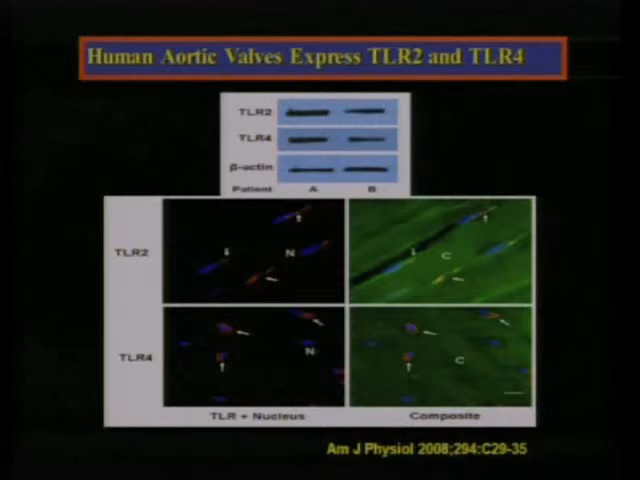 Human Aortic Valves Express TLR2 and TLR4
TLR2
TLR4
β-actin
Patient A B
TLR2
N
C
TLR4
N
C
TLR + Nucleus
Composite
Am J Physiol 2008;294:C29-35